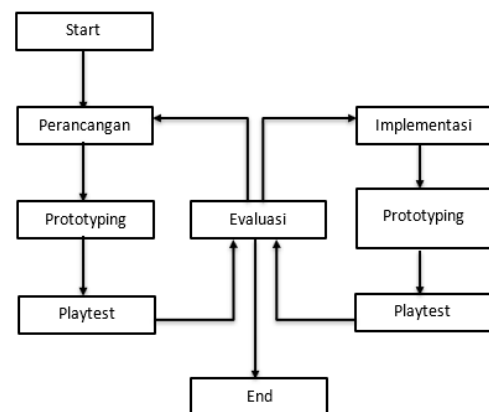 Start
Perancangan
Implementasi
Prototyping
Evaluasi
Prototyping
Playtest
Playtest
End